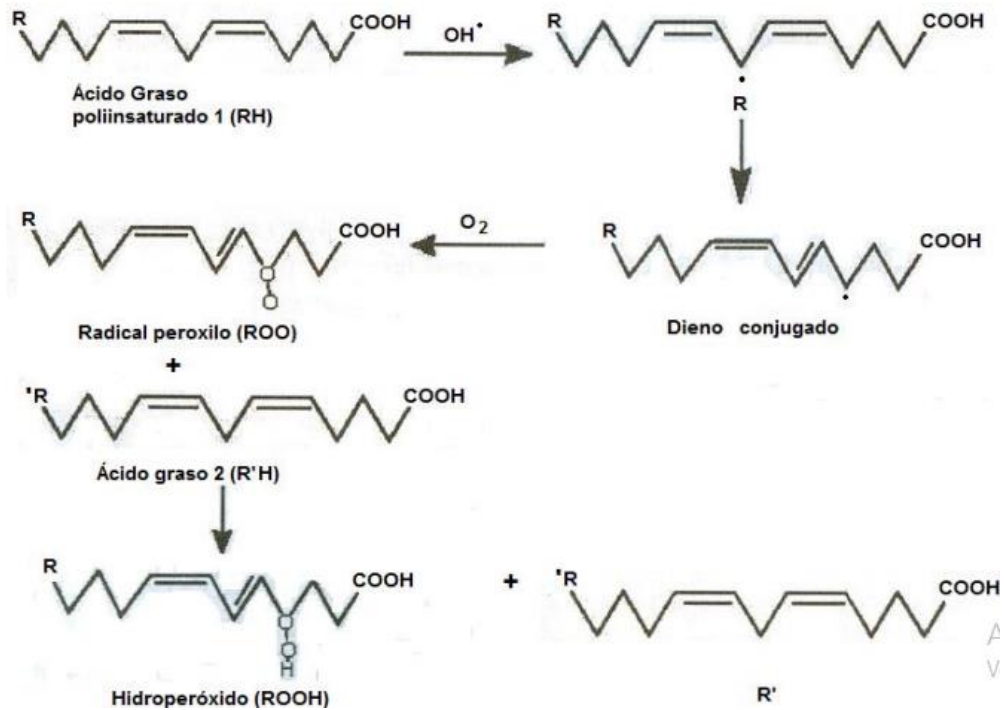 R
COOH
OH•
R
COOH
Ácido Graso
poliinsaturado 1 (RH)
R
R
COOH
O2
R
COOH
O
O
Radical peroxilo (ROO)
Dieno conjugado
+
'R
COOH
Ácido graso 2 (R'H)
R
COOH
+
'R
COOH
O
O
H
Hidroperóxido (ROOH)
R'